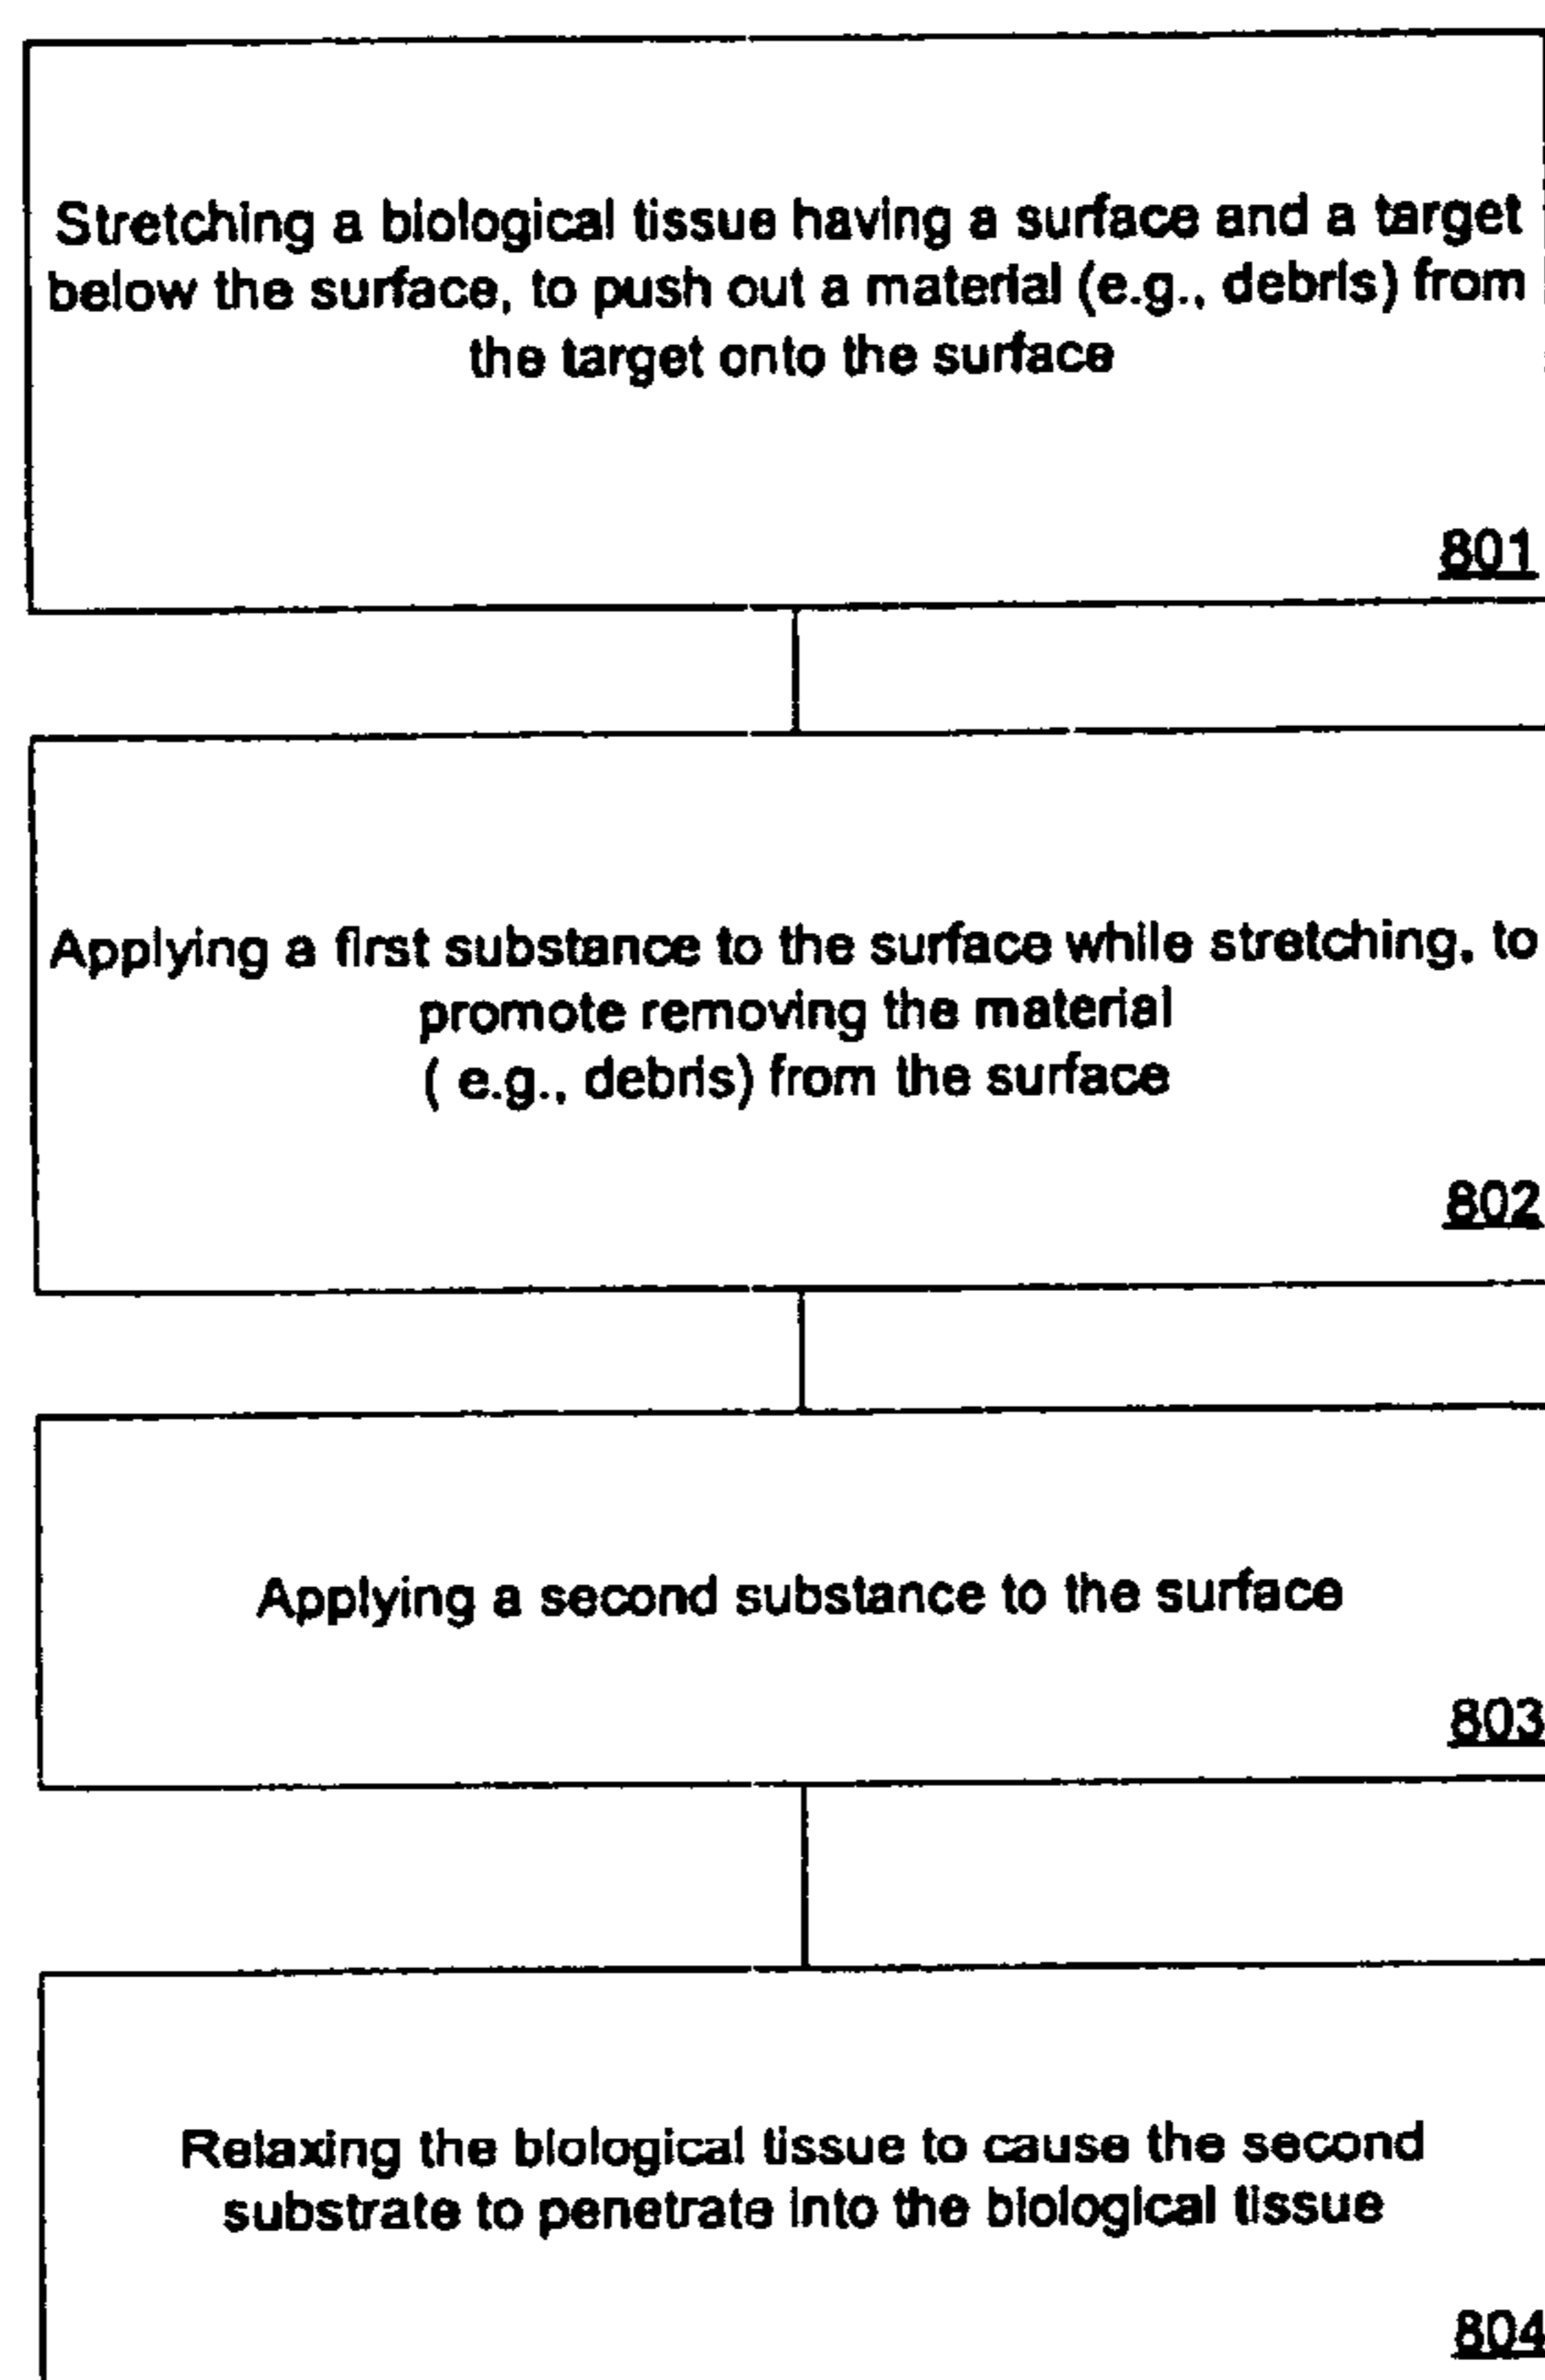 Stretching a biological tissue having a surface and a target
below the surface, to push out a material (e.g., debris) from
the target onto the surface
801
Applying a first substance to the surface while stretching, to
promote removing the material
( e.g., debris) from the surface
802
Applying a second substance to the surface
803
Relaxing the biological tissue to cause the second
substrate to penetrate into the biological tissue
804